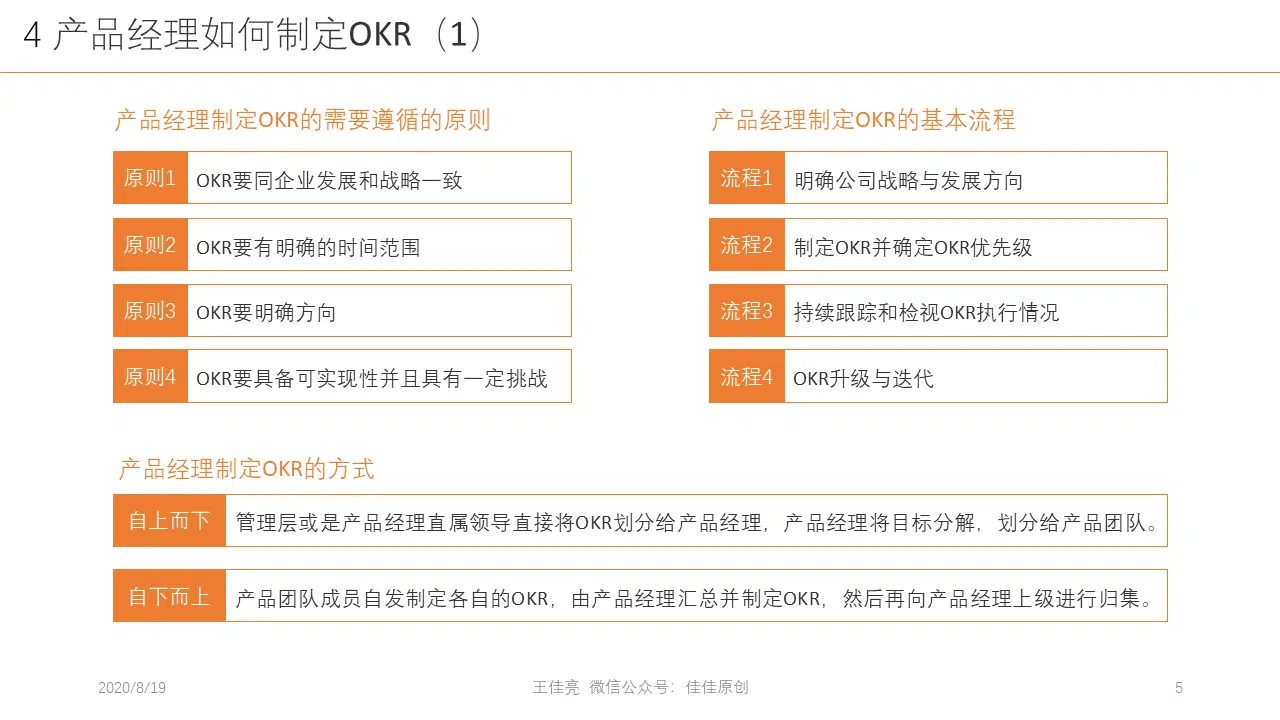 4 产品经理如何制定OKR（1）
产品经理制定OKR的需要遵循的原则
原则1 OKR要同企业发展和战略一致
原则2 OKR要有明确的时间范围
原则3 OKR要明确方向
原则4 OKR要具备可实现性并且具有一定挑战
产品经理制定OKR的基本流程
流程1 明确公司战略与发展方向
流程2 制定OKR并确定OKR优先级
流程3 持续跟踪和检视OKR执行情况
流程4 OKR升级与迭代
产品经理制定OKR的方式
自上而下 管理层或是产品经理直属领导直接将OKR划分给产品经理，产品经理将目标分解，划分给产品团队。
自下而上 产品团队成员自发制定各自的OKR，由产品经理汇总并制定OKR，然后再向产品经理上级进行归集。
2020/8/19 王佳亮 微信公众号：佳佳原创 5